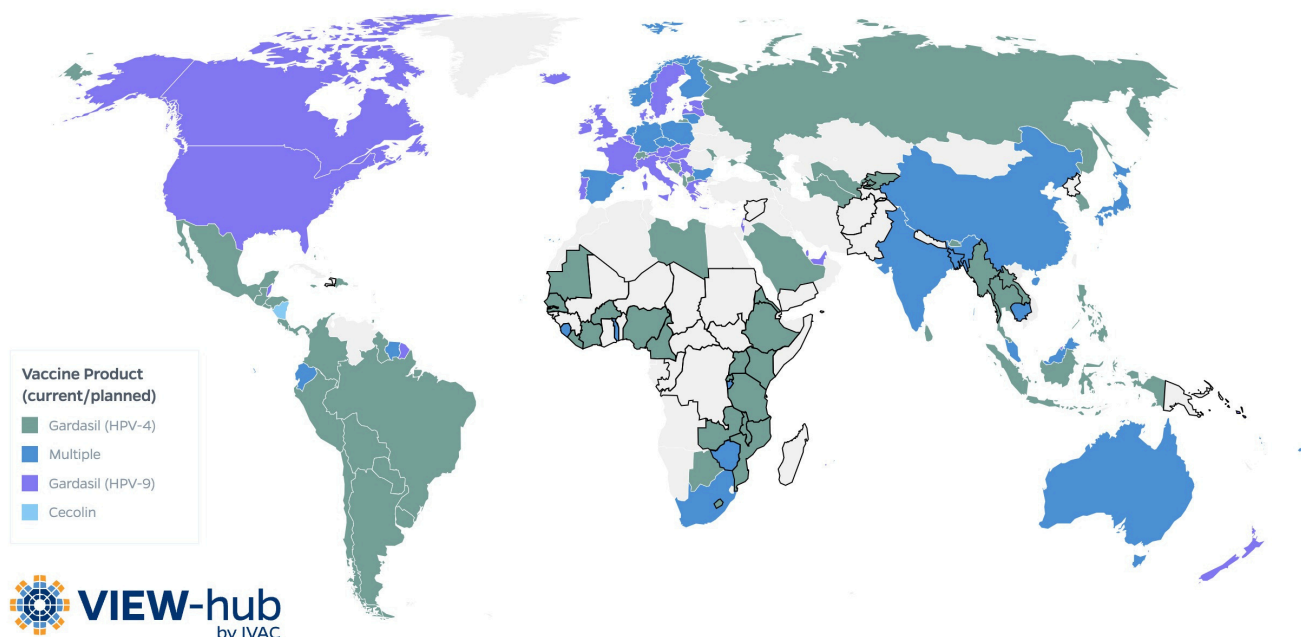 Vaccine Product
(current/planned)
Gardasil (HPV-4)
Multiple
Gardasil (HPV-9)
Cecolin
VIEW-hub
by IVAC